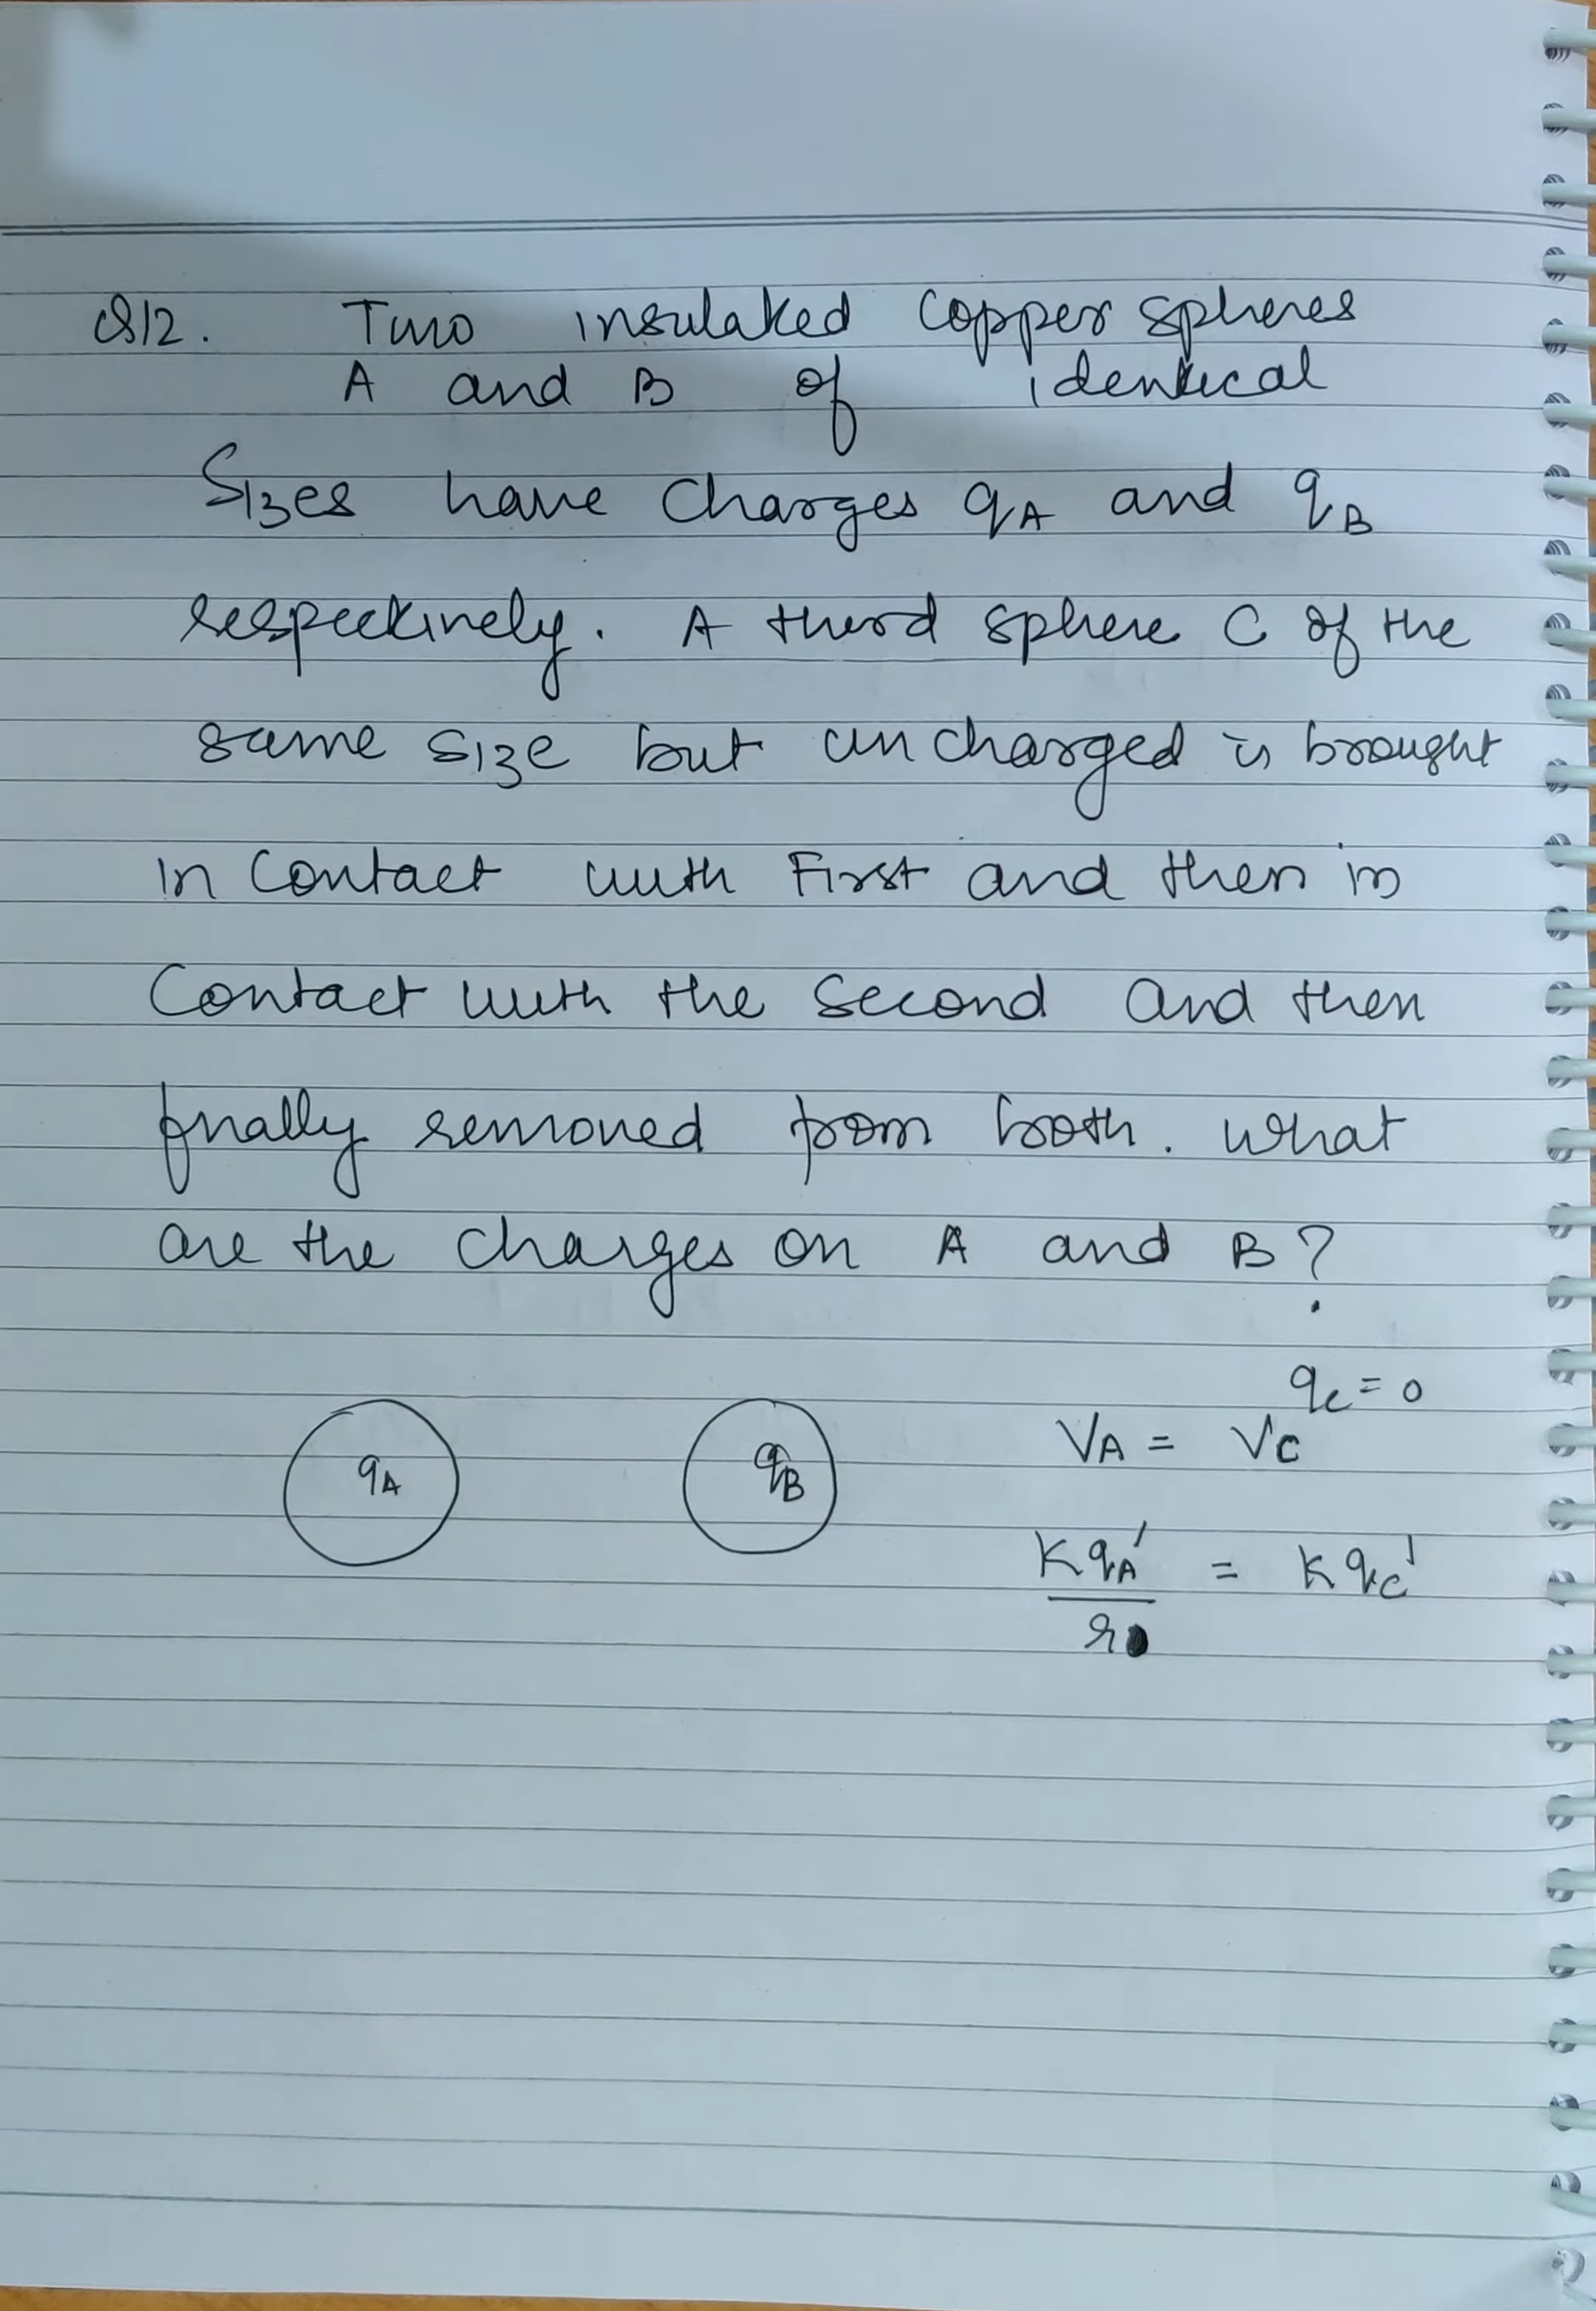 Q12. Two insulated Copper spheres
A and B of identical
Sizes have charges qA and qB
respectively. A third sphere C of the
same size but uncharged is brought
in Contact with First and then in
Contact with the Second and then
finally removed from both. What
are the charges on A and B?
qc = 0
VA = VC
qA
qB
KqA' = Kqc'
r